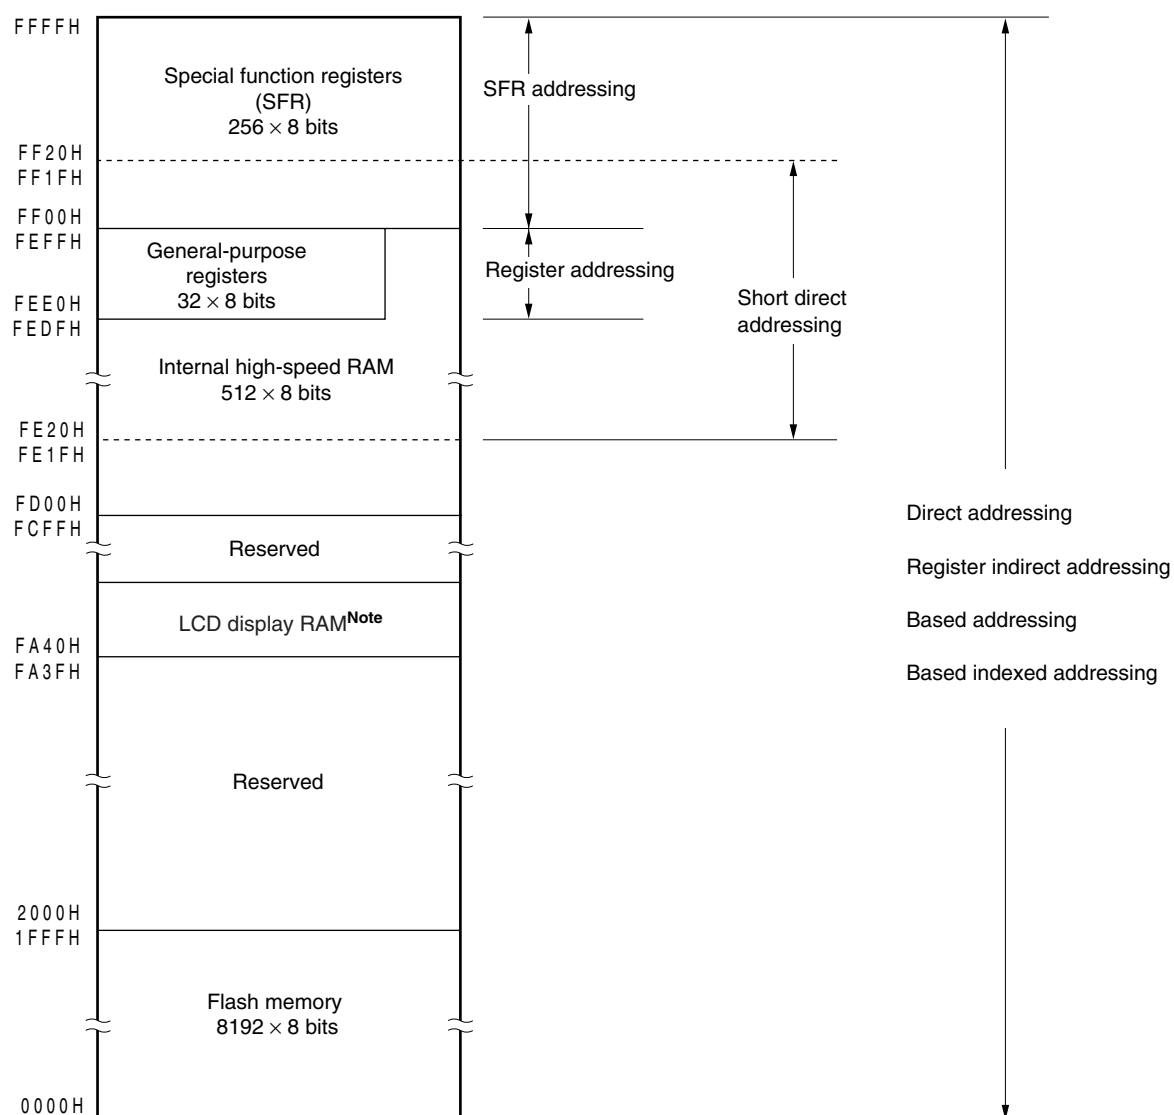 FFFFH
Special function registers
(SFR)
256 × 8 bits
SFR addressing
FF20H
FF1FH
FF00H
FEFFH
General-purpose
registers
32 × 8 bits
Register addressing
Short direct
addressing
FEE0H
FEDFH
Internal high-speed RAM
512 × 8 bits
FE20H
FE1FH
FD00H
FCFFH
Reserved
Direct addressing
Register indirect addressing
Based addressing
Based indexed addressing
LCD display RAMNote
FA40H
FA3FH
Reserved
2000H
1FFFH
Flash memory
8192 × 8 bits
0000H